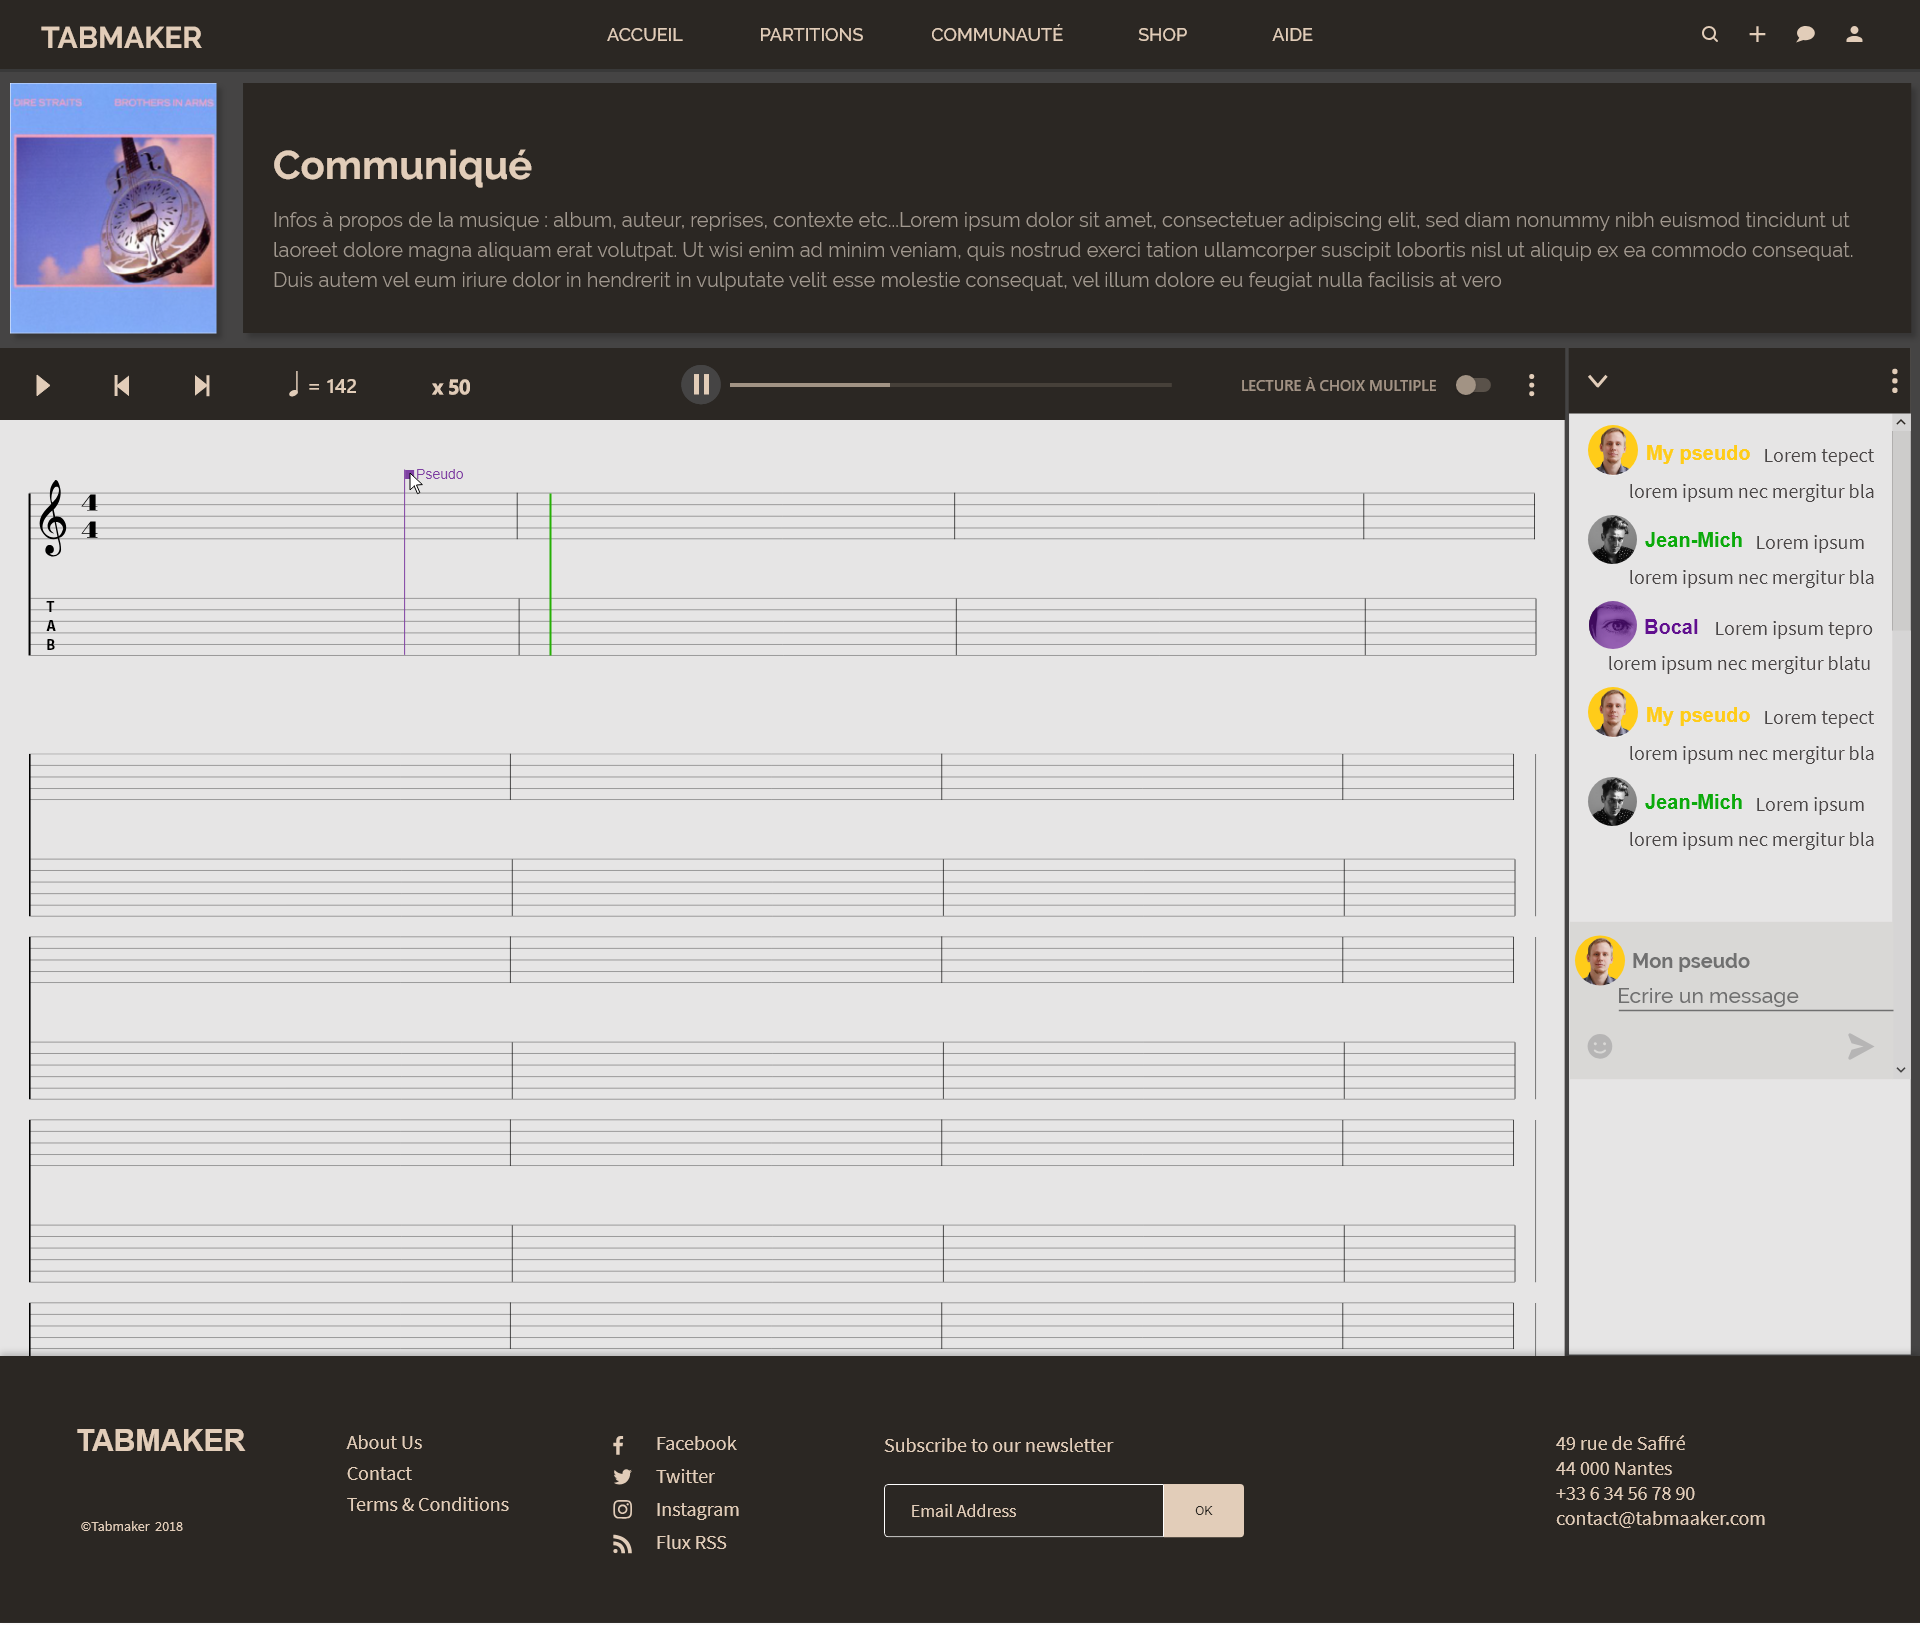 TABMAKER
ACCUEIL
PARTITIONS
COMMUNAUTÉ
SHOP
AIDE
DIRE STRAITS
BROTHERS IN ARMS
Communiqué
Infos à propos de la musique : album, auteur, reprises, contexte etc...Lorem ipsum dolor sit amet, consectetuer adipiscing elit, sed diam nonummy nibh euismod tincidunt ut
laoreet dolore magna aliquam erat volutpat. Ut wisi enim ad minim veniam, quis nostrud exerci tation ullamcorper suscipit lobortis nisl ut aliquip ex ea commodo consequat.
Duis autem vel eum iriure dolor in hendrerit in vulputate velit esse molestie consequat, vel illum dolore eu feugiat nulla facilisis at vero
= 142
x 50
LECTURE À CHOIX MULTIPLE
Pseudo
4
4
T
A
B
My pseudo Lorem tepect
lorem ipsum nec mergitur bla
Jean-Mich Lorem ipsum
lorem ipsum nec mergitur bla
Bocal Lorem ipsum tepro
lorem ipsum nec mergitur blatu
My pseudo Lorem tepect
lorem ipsum nec mergitur bla
Jean-Mich Lorem ipsum
lorem ipsum nec mergitur bla
Mon pseudo
Ecrire un message
TABMAKER
©Tabmaker 2018
About Us
Contact
Terms & Conditions
Facebook
Twitter
Instagram
Flux RSS
Subscribe to our newsletter
Email Address
OK
49 rue de Saffré
44 000 Nantes
+33 6 34 56 78 90
contact@tabmaaker.com